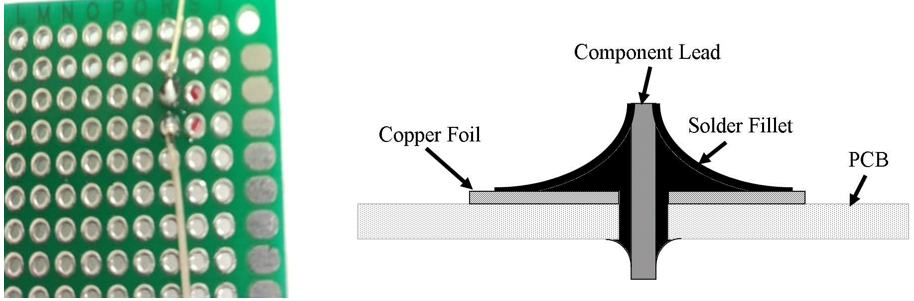 L M N O P Q R S T
Component Lead
Solder Fillet
Copper Foil
PCB